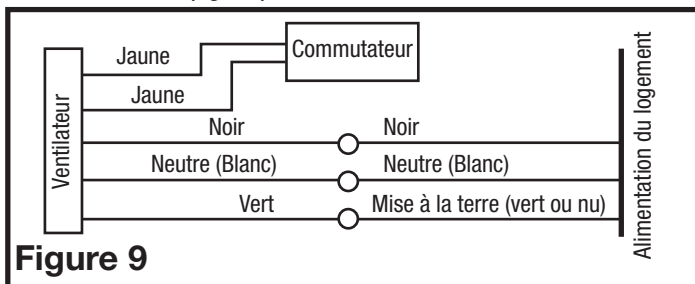 Jaune
Commutateur
Jaune
Ventilateur
Noir
Noir
Neutre (Blanc)
Neutre (Blanc)
Vert
Mise à la terre (vert ou nu)
Alimentation du logement
Figure 9